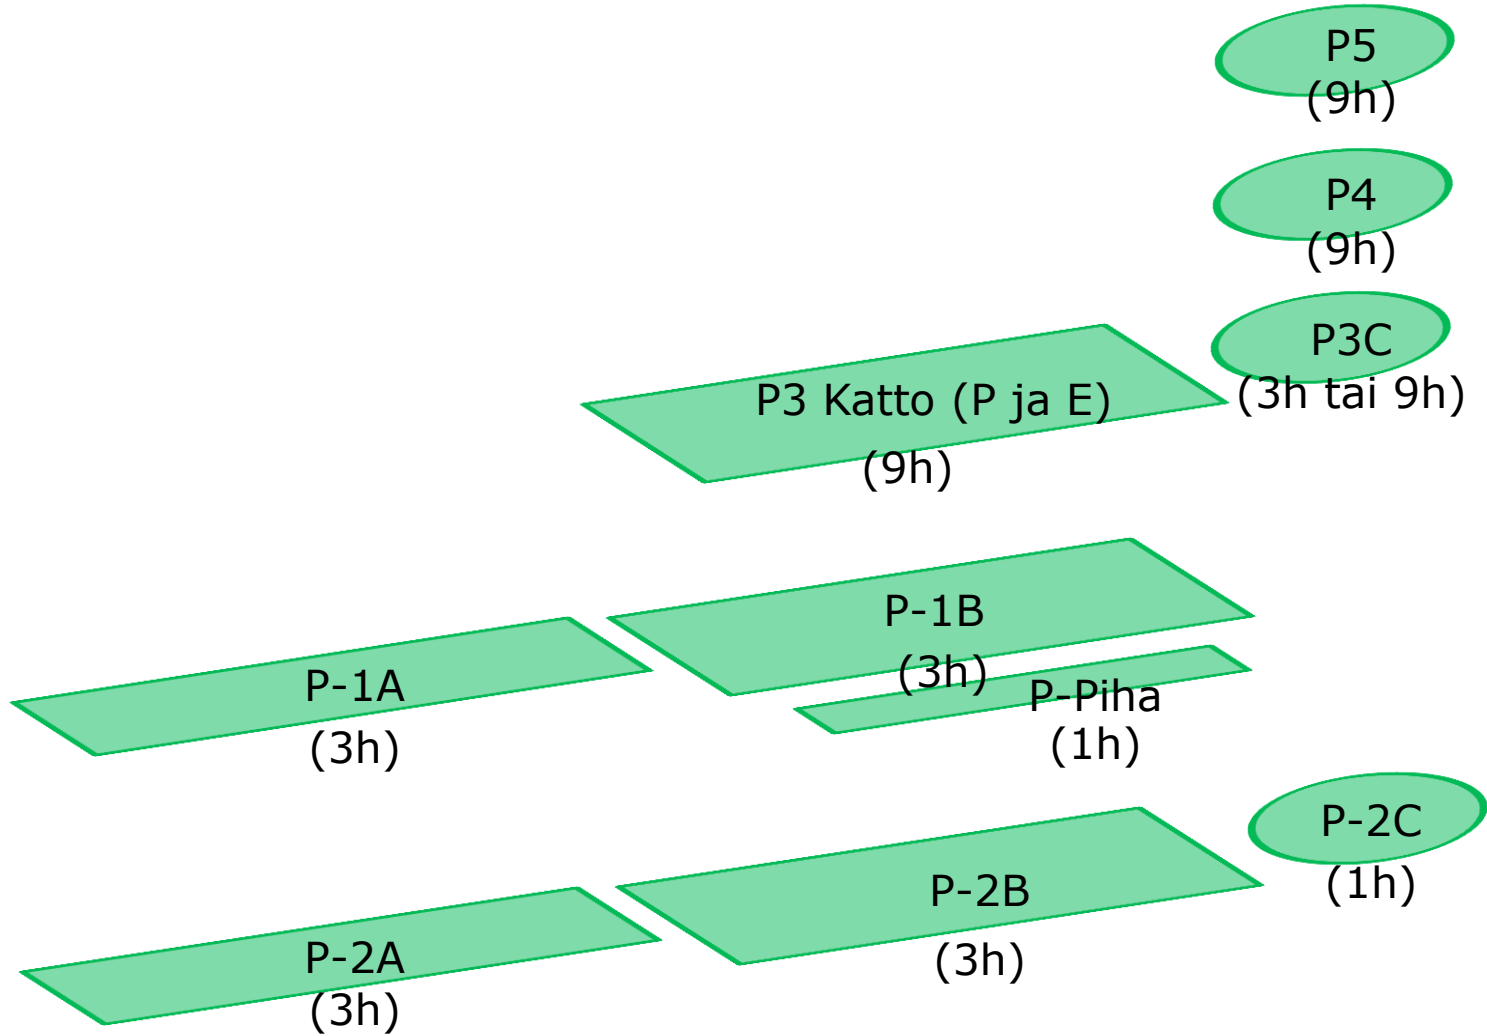 P5
(9h)
P4
(9h)
P3C
(3h tai 9h)
P3 Katto (P ja E)
(9h)
P-1B
(3h)
P-1A
(3h)
P-Piha
(1h)
P-2C
(1h)
P-2B
(3h)
P-2A
(3h)